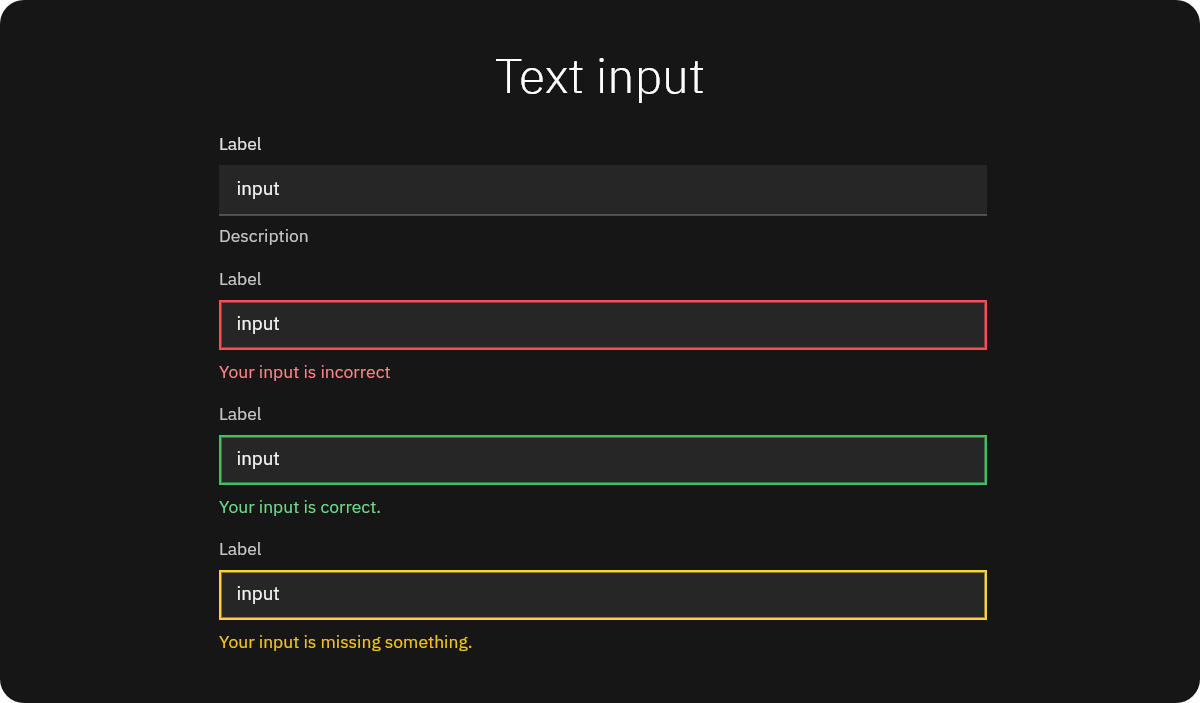 Text input
Label
input
Description
Label
input
Your input is incorrect
Label
input
Your input is correct.
Label
input
Your input is missing something.